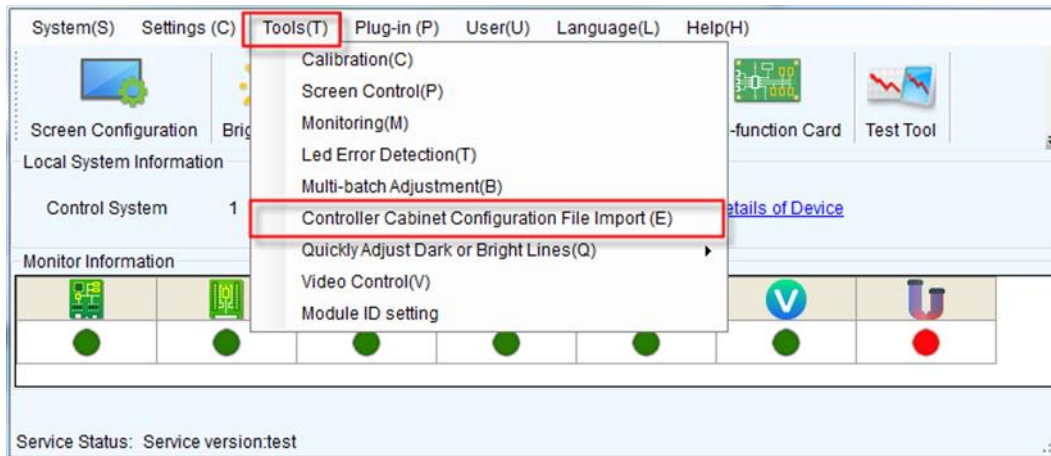 System(S) Settings (C) Tools(T) Plug-in (P) User(U) Language(L) Help(H)
Calibration(C)
Screen Control(P)
Monitoring(M)
Led Error Detection(T)
Multi-batch Adjustment(B)
Controller Cabinet Configuration File Import (E)
Quickly Adjust Dark or Bright Lines(Q)
Video Control(V)
Module ID setting
Screen Configuration Brig -function Card Test Tool
Local System Information
Control System 1 etails of Device
Monitor Information
V
Service Status: Service version:test